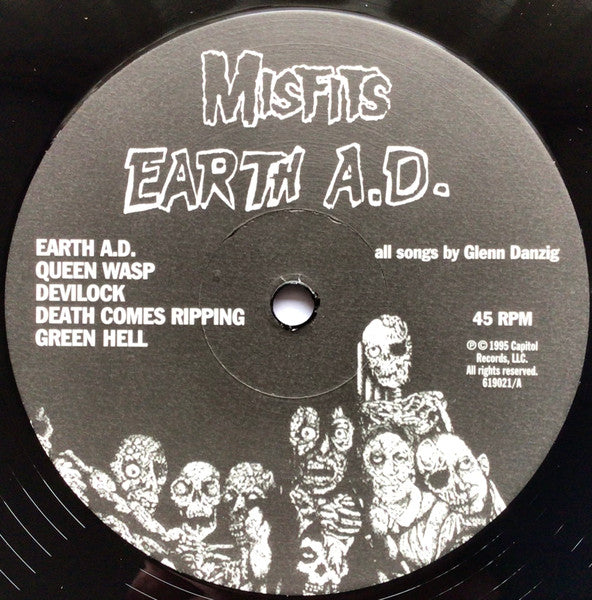 MISFITS
EARTH A.D.
EARTH A.D.
QUEEN WASP
DEVILOCK
DEATH COMES RIPPING
GREEN HELL
all songs by Glenn Danzig
45 RPM
℗ © 1995 Capitol
Records, LLC.
All rights reserved.
619021/A